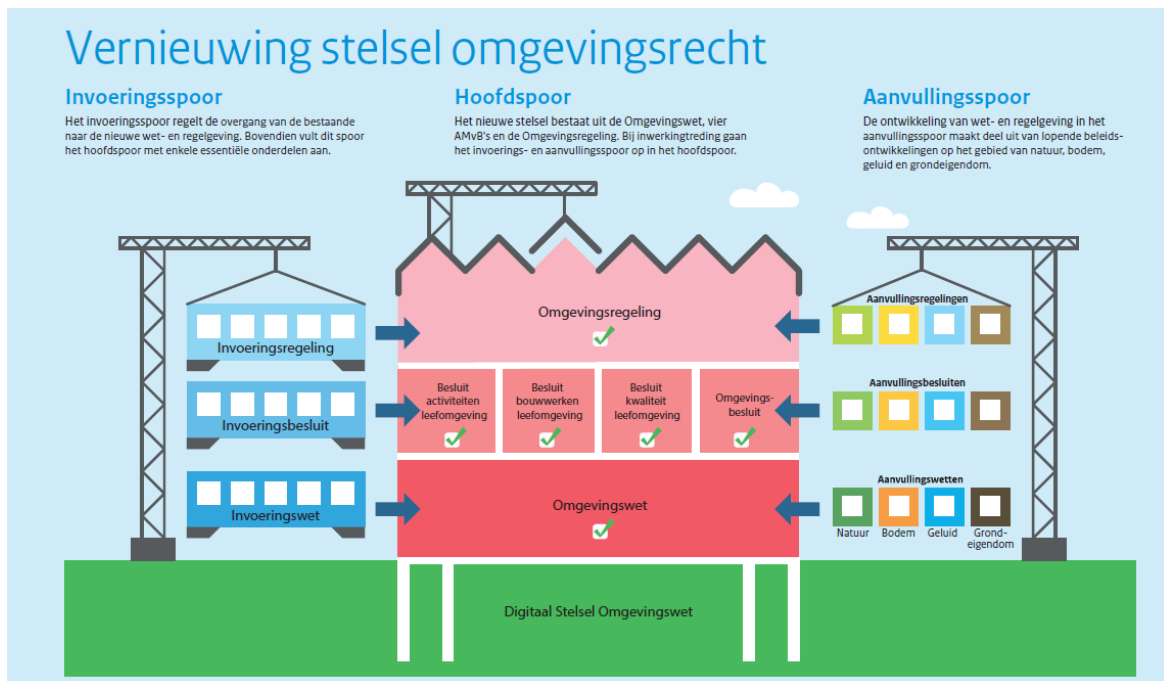 Vernieuwing stelsel omgevingsrecht
Invoeringsspoor
Het invoeringsspoor regelt de overgang van de bestaande
naar de nieuwe wet- en regelgeving. Bovendien vult dit spoor
het hoofdspoor met enkele essentiële onderdelen aan.
Hoofdspoor
Het nieuwe stelsel bestaat uit de Omgevingswet, vier
AMvB's en de Omgevingsregeling. Bij inwerkingtreding gaan
het invoerings- en aanvullingsspoor op in het hoofdspoor.
Aanvullingsspoor
De ontwikkeling van wet- en regelgeving in het
aanvullingsspoor maakt deel uit van lopende beleids-
ontwikkelingen op het gebied van natuur, bodem,
geluid en grondeigendom.
Invoeringsregeling
Omgevingsregeling
Aanvullingsregelingen
Invoeringsbesluit
Besluit
activiteiten
leefomgeving
Besluit
bouwwerken
leefomgeving
Besluit
kwaliteit
leefomgeving
Omgevings-
besluit
Aanvullingsbesluiten
Invoeringswet
Omgevingswet
Aanvullingswetten
Natuur
Bodem
Geluid
Grond-
eigendom
Digitaal Stelsel Omgevingswet